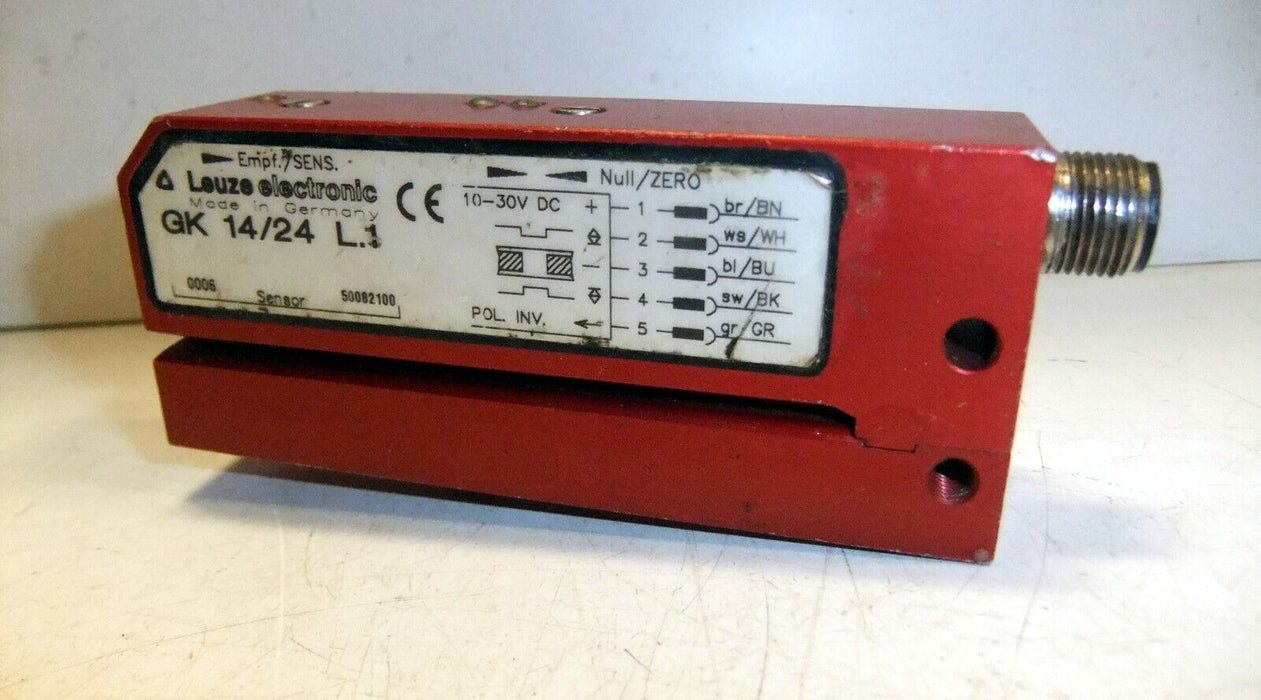 Empf./SENS.
Leuze electronic
Made in Germany
GK 14/24 L.1
0006 Sensor 50082100
CE
Null/ZERO
10-30V DC + 1 br/BN
2 ws/WH
3 bl/BU
4 sw/BK
POL. INV. 5 gr/GR